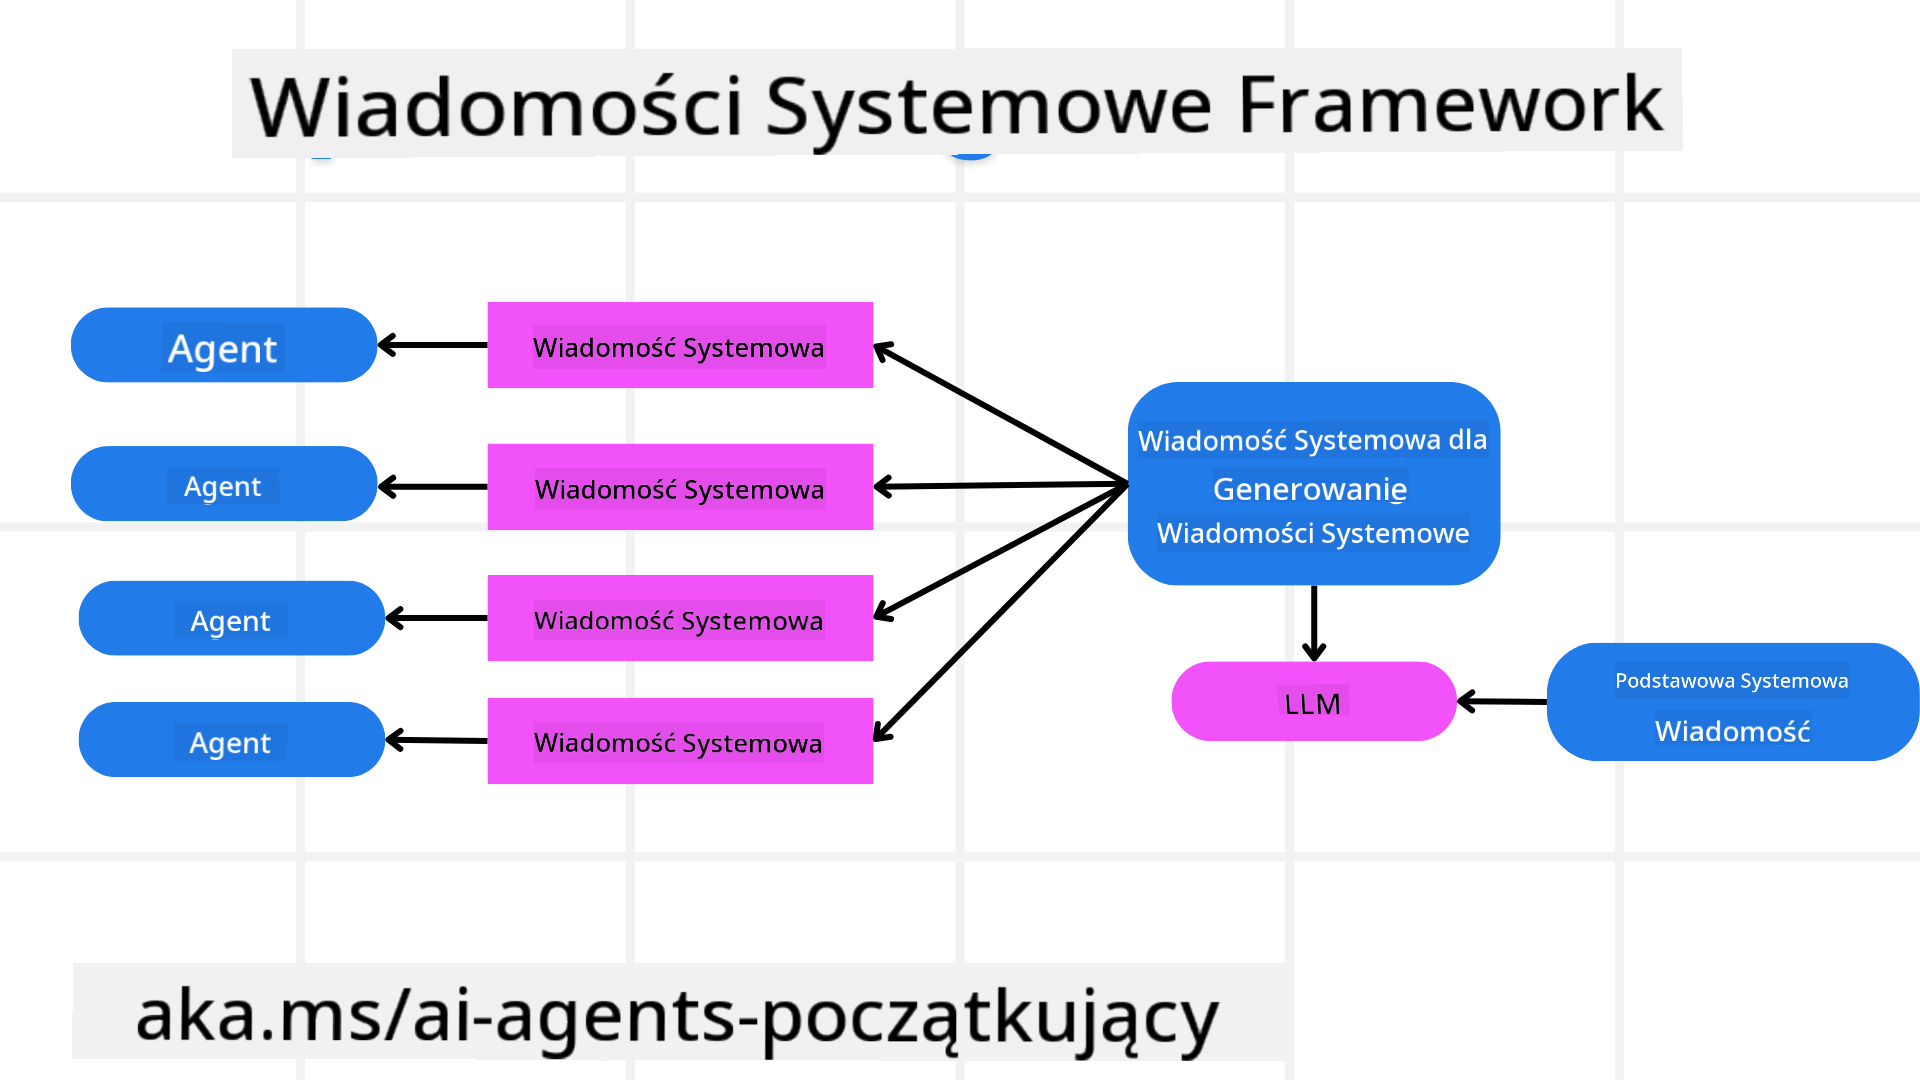 Wiadomości Systemowe Framework
Agent
Wiadomość Systemowa
Agent
Wiadomość Systemowa
Agent
Wiadomość Systemowa
Agent
Wiadomość Systemowa
Wiadomość Systemowa dla
Generowanie
Wiadomości Systemowe
LLM
Podstawowa Systemowa
Wiadomość
aka.ms/ai-agents-początkujący